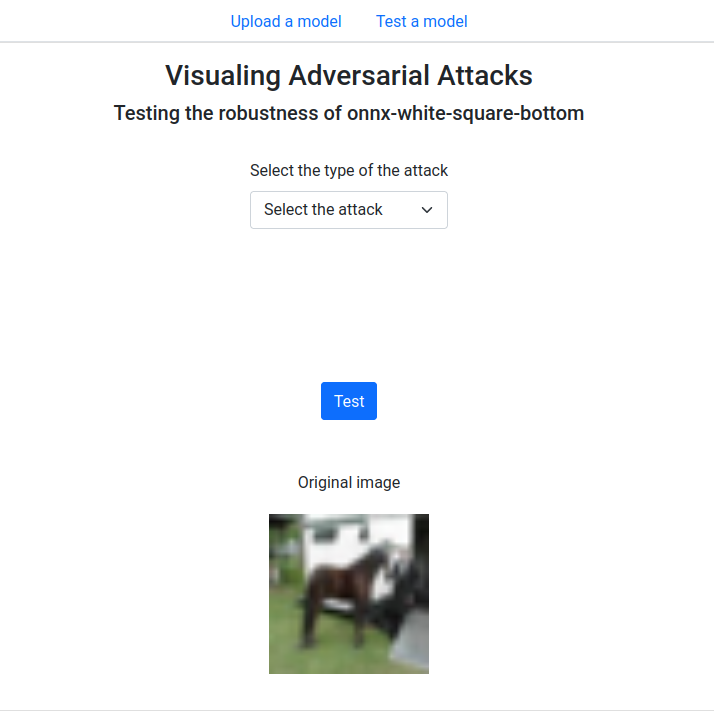 Upload a model Test a model
Visualing Adversarial Attacks
Testing the robustness of onnx-white-square-bottom
Select the type of the attack
Select the attack
Test
Original image